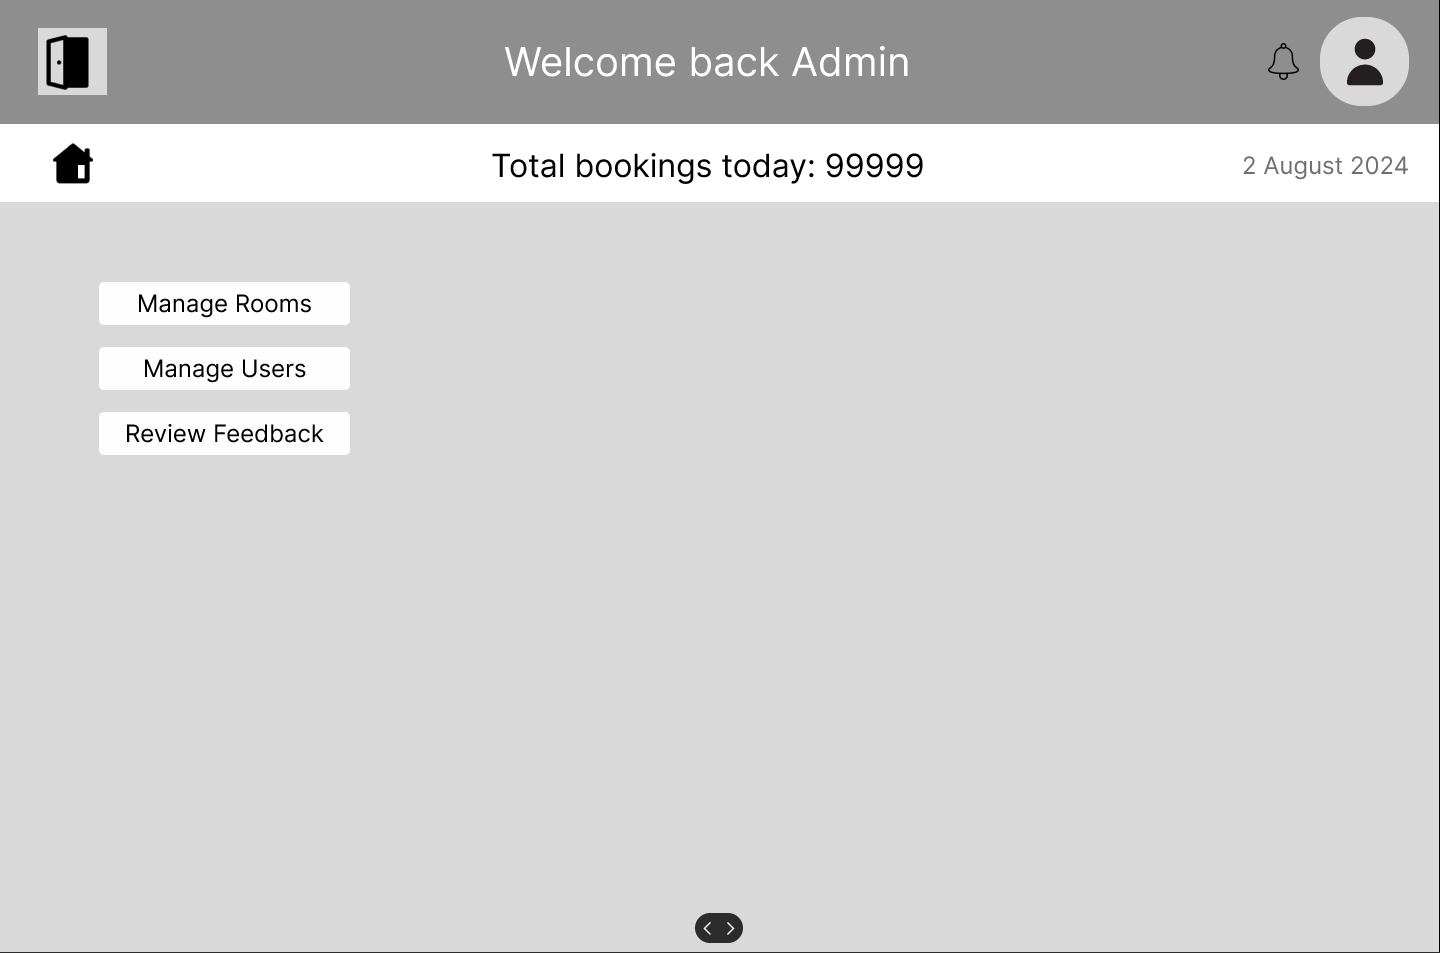 Welcome back Admin
Total bookings today: 99999
2 August 2024
Manage Rooms
Manage Users
Review Feedback